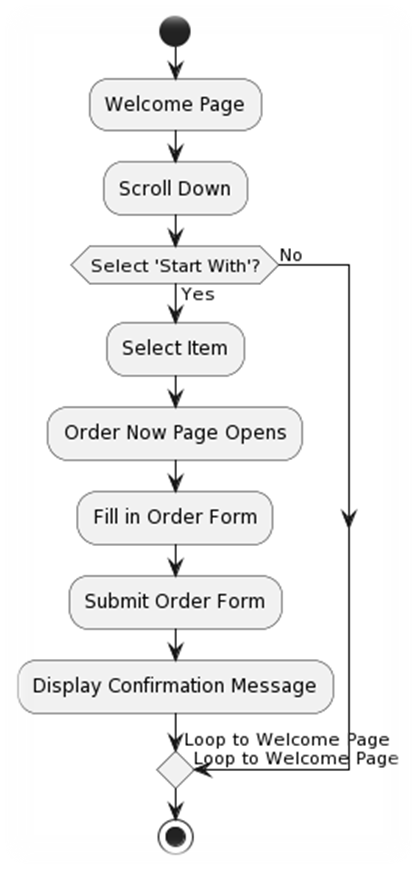 Welcome Page
Scroll Down
Select 'Start With'?
No
Yes
Select Item
Order Now Page Opens
Fill in Order Form
Submit Order Form
Display Confirmation Message
Loop to Welcome Page
Loop to Welcome Page